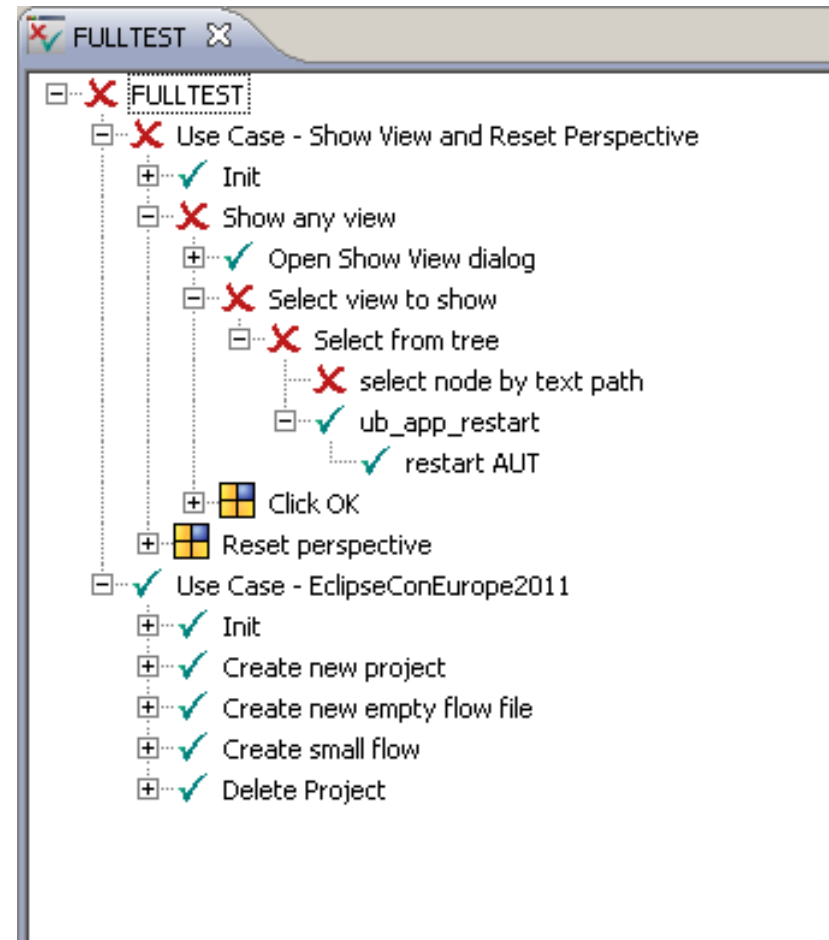 FULLTEST
FULLTEST
Use Case - Show View and Reset Perspective
Init
Show any view
Open Show View dialog
Select view to show
Select from tree
select node by text path
ub_app_restart
restart AUT
Click OK
Reset perspective
Use Case - EclipseConEurope2011
Init
Create new project
Create new empty flow file
Create small flow
Delete Project